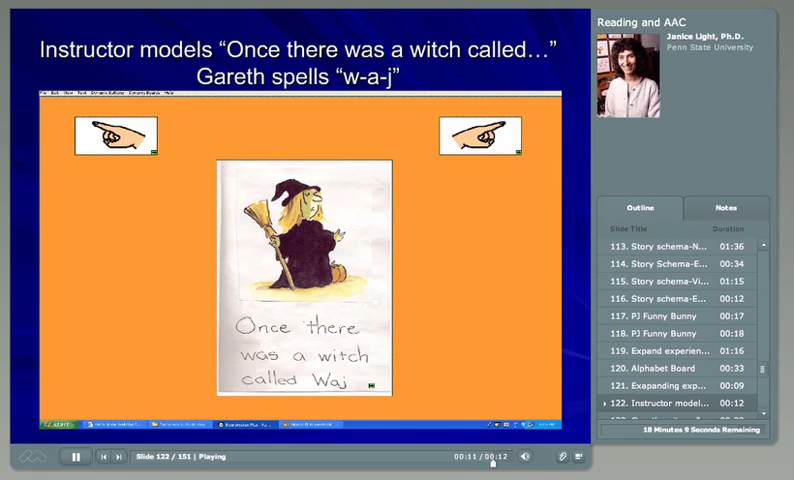 Instructor models “Once there was a witch called…”
Gareth spells “w-a-j”
Once there
was a witch
called Waj
start
Reading and AAC
Janice Light, Ph.D.
Penn State University
Outline
Notes
Slide Title Duration
113. Story schema-N... 01:36
114. Story Schema-E... 00:34
115. Story schema-Vi... 01:15
116. Story schema-E... 00:12
117. PJ Funny Bunny 00:17
118. PJ Funny Bunny 00:18
119. Expand experien... 01:16
120. Alphabet Board 00:33
121. Exapanding exp... 00:09
122. Instructor model... 00:12
18 Minutes 9 Seconds Remaining
Slide 122 / 151 | Playing
00:11 / 00:12